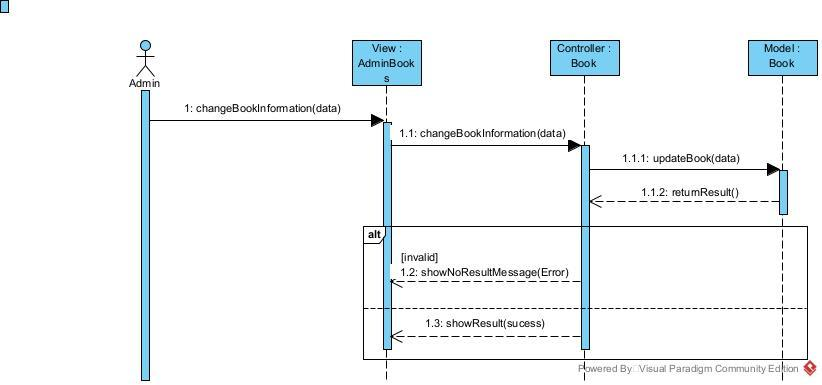 View :
AdminBook
s
Controller :
Book
Model :
Book
Admin
1: changeBookInformation(data)
1.1: changeBookInformation(data)
1.1.1: updateBook(data)
1.1.2: returnResult()
alt
[invalid]
1.2: showNoResultMessage(Error)
1.3: showResult(sucess)
Powered By Visual Paradigm Community Edition